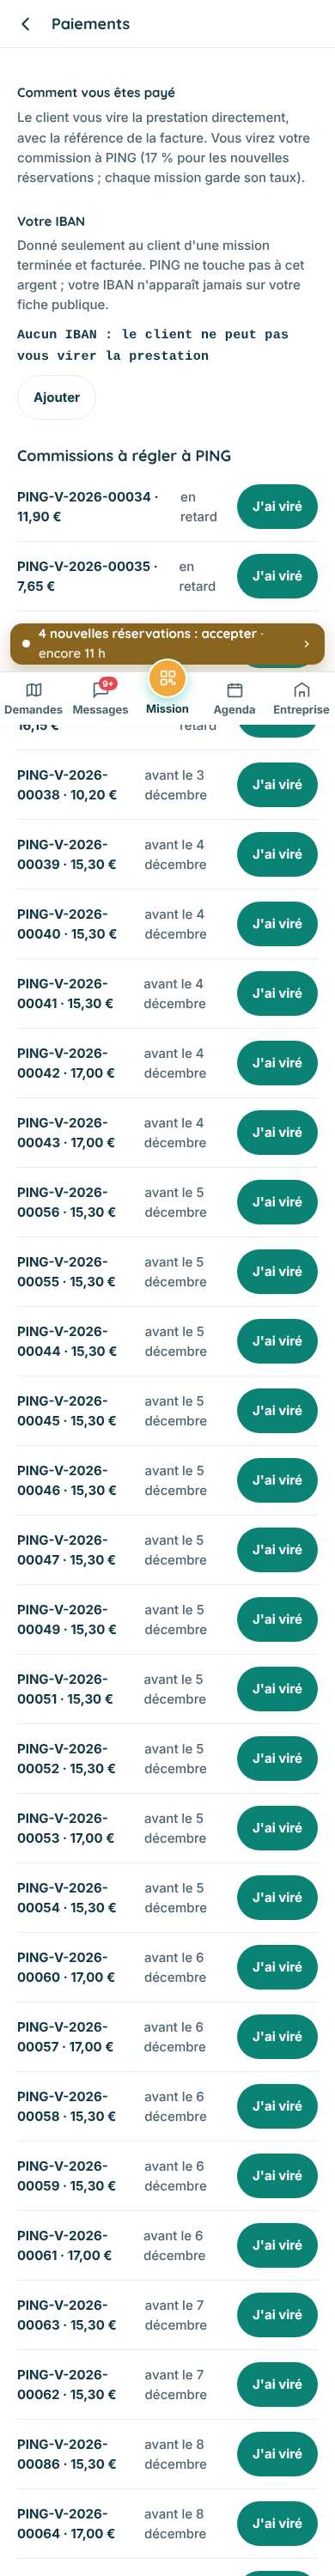 Paiements
Comment vous êtes payé
Le client vous vire la prestation directement,
avec la référence de la facture. Vous virez votre
commission à PING (17 % pour les nouvelles
réservations ; chaque mission garde son taux).
Votre IBAN
Donné seulement au client d'une mission
terminée et facturée. PING ne touche pas à cet
argent ; votre IBAN n'apparaît jamais sur votre
fiche publique.
Aucun IBAN : le client ne peut pas
vous virer la prestation
Ajouter
Commissions à régler à PING
PING-V-2026-00034 · en J'ai viré
11,90 € retard
PING-V-2026-00035 · en J'ai viré
7,65 € retard
4 nouvelles réservations : accepter ·
encore 11 h
9+
Demandes Messages Mission Agenda Entreprise
16,15 € retard
PING-V-2026- avant le 3 J'ai viré
00038 · 10,20 € décembre
PING-V-2026- avant le 4 J'ai viré
00039 · 15,30 € décembre
PING-V-2026- avant le 4 J'ai viré
00040 · 15,30 € décembre
PING-V-2026- avant le 4 J'ai viré
00041 · 15,30 € décembre
PING-V-2026- avant le 4 J'ai viré
00042 · 17,00 € décembre
PING-V-2026- avant le 4 J'ai viré
00043 · 17,00 € décembre
PING-V-2026- avant le 5 J'ai viré
00056 · 15,30 € décembre
PING-V-2026- avant le 5 J'ai viré
00055 · 15,30 € décembre
PING-V-2026- avant le 5 J'ai viré
00044 · 15,30 € décembre
PING-V-2026- avant le 5 J'ai viré
00045 · 15,30 € décembre
PING-V-2026- avant le 5 J'ai viré
00046 · 15,30 € décembre
PING-V-2026- avant le 5 J'ai viré
00047 · 15,30 € décembre
PING-V-2026- avant le 5 J'ai viré
00049 · 15,30 € décembre
PING-V-2026- avant le 5 J'ai viré
00051 · 15,30 € décembre
PING-V-2026- avant le 5 J'ai viré
00052 · 15,30 € décembre
PING-V-2026- avant le 5 J'ai viré
00053 · 17,00 € décembre
PING-V-2026- avant le 5 J'ai viré
00054 · 15,30 € décembre
PING-V-2026- avant le 6 J'ai viré
00060 · 17,00 € décembre
PING-V-2026- avant le 6 J'ai viré
00057 · 17,00 € décembre
PING-V-2026- avant le 6 J'ai viré
00058 · 15,30 € décembre
PING-V-2026- avant le 6 J'ai viré
00059 · 15,30 € décembre
PING-V-2026- avant le 6 J'ai viré
00061 · 17,00 € décembre
PING-V-2026- avant le 7 J'ai viré
00063 · 15,30 € décembre
PING-V-2026- avant le 7 J'ai viré
00062 · 15,30 € décembre
PING-V-2026- avant le 8 J'ai viré
00086 · 15,30 € décembre
PING-V-2026- avant le 8 J'ai viré
00064 · 17,00 € décembre